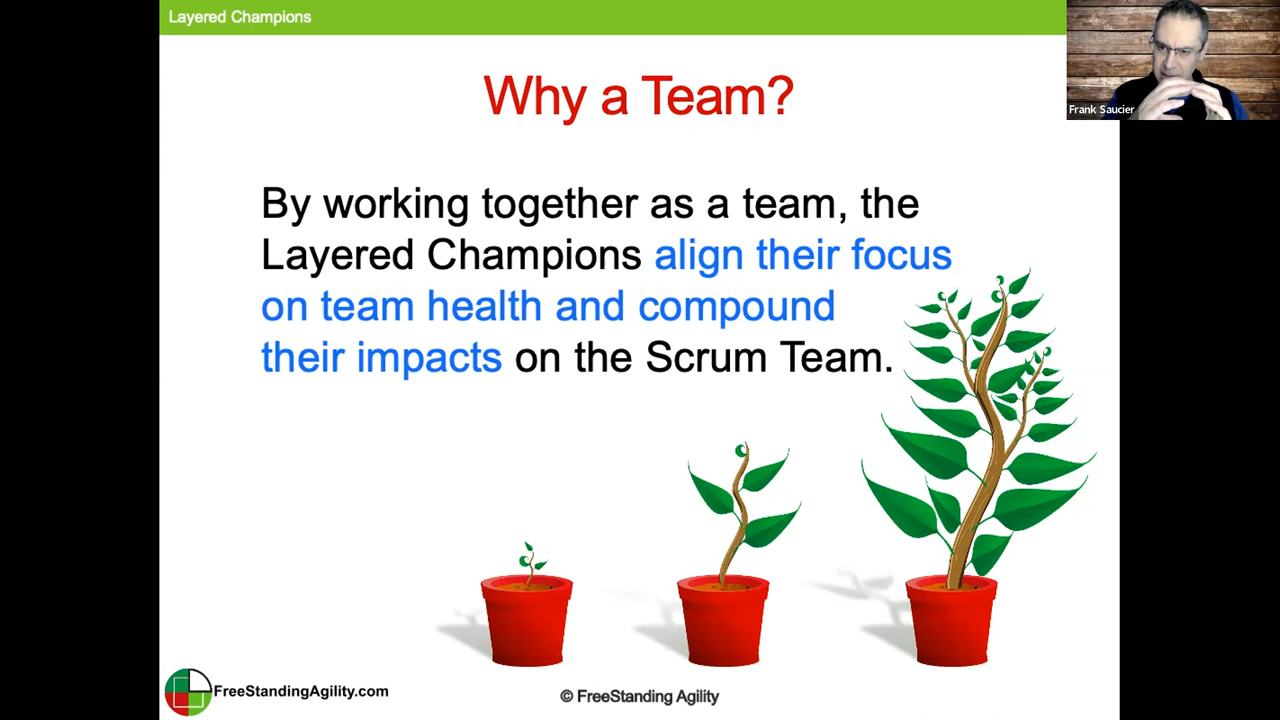 Layered Champions
Frank Saucier
Why a Team?
By working together as a team, the
Layered Champions align their focus
on team health and compound
their impacts on the Scrum Team.
FreeStandingAgility.com
© FreeStanding Agility